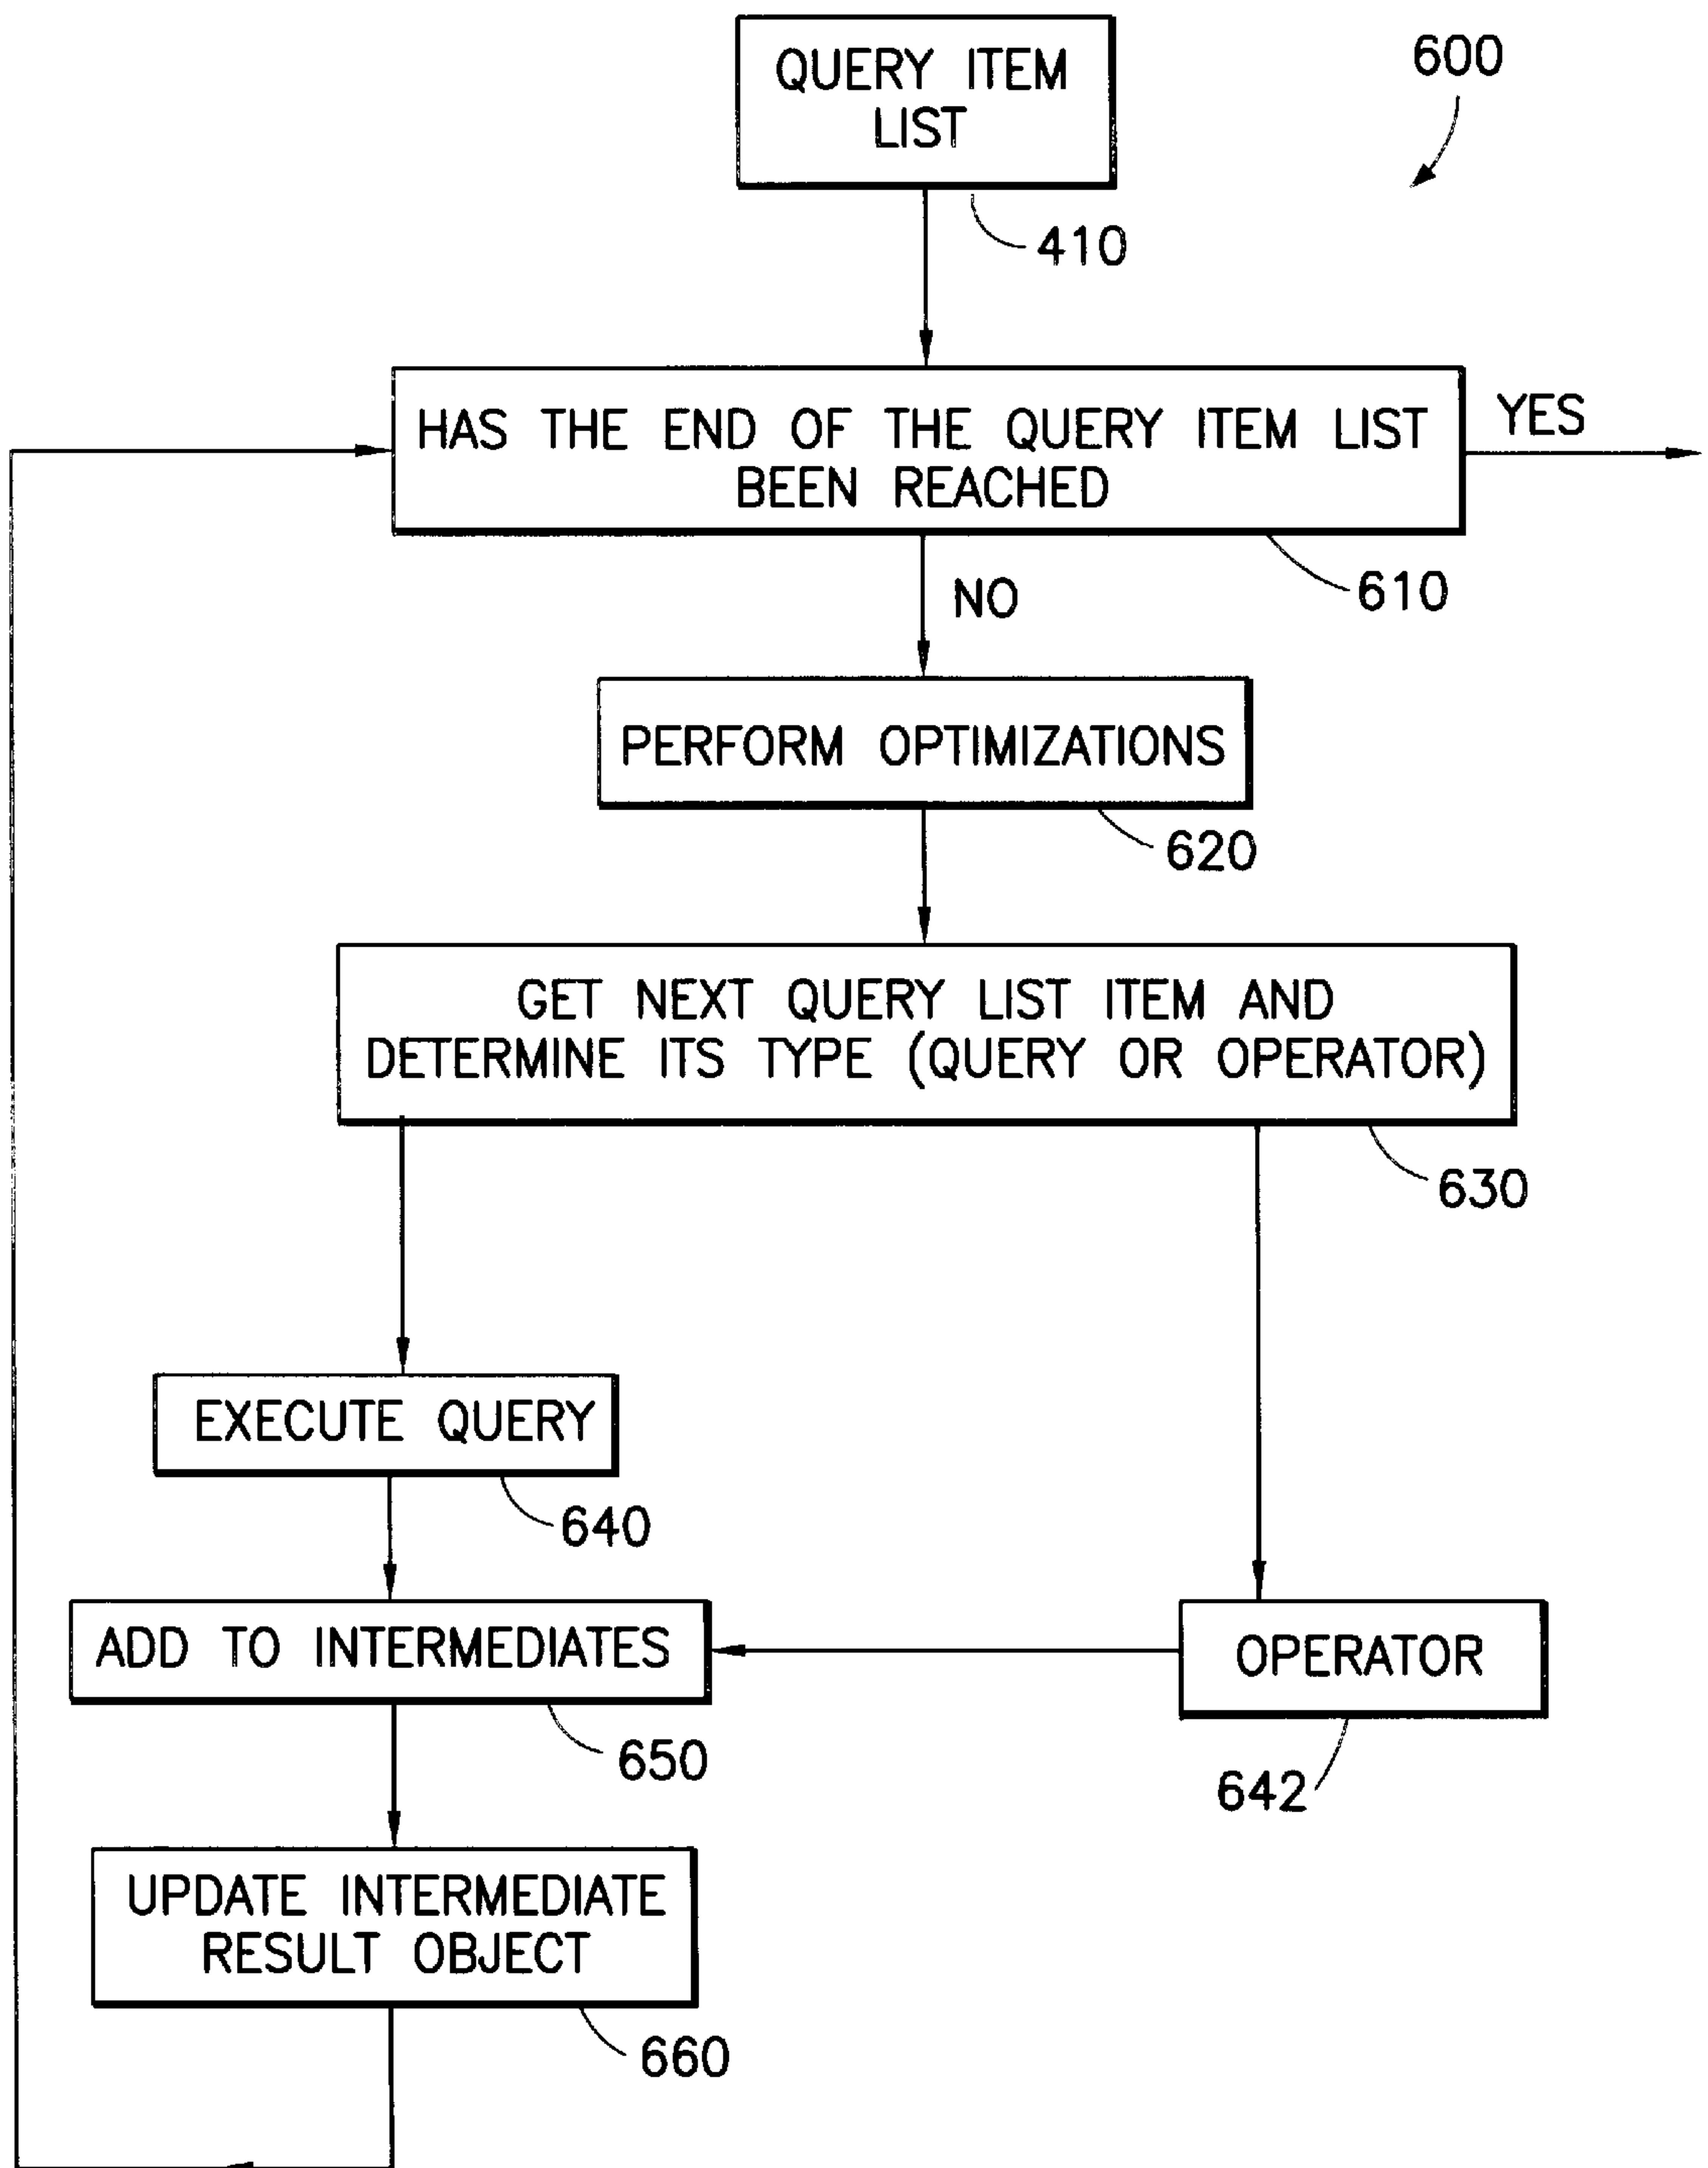 QUERY ITEM
LIST
600
410
HAS THE END OF THE QUERY ITEM LIST
BEEN REACHED
YES
610
NO
PERFORM OPTIMIZATIONS
620
GET NEXT QUERY LIST ITEM AND
DETERMINE ITS TYPE (QUERY OR OPERATOR)
630
EXECUTE QUERY
640
ADD TO INTERMEDIATES
OPERATOR
650
642
UPDATE INTERMEDIATE
RESULT OBJECT
660